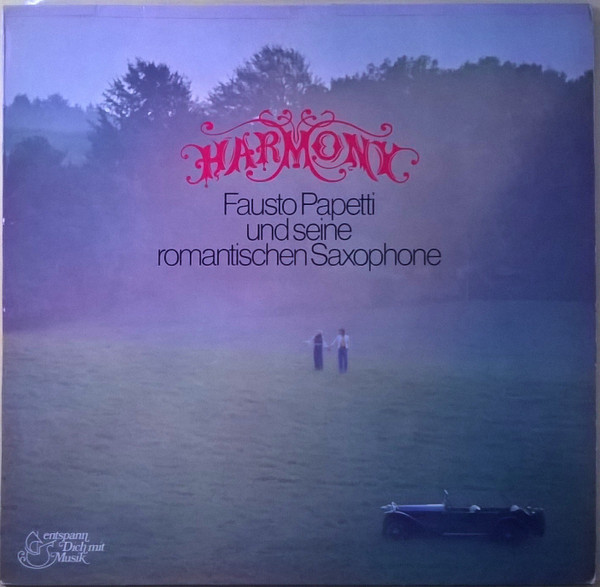 HARMONY
Fausto Papetti
und seine
romantischen Saxophone
entspann
Dich mit
Musik